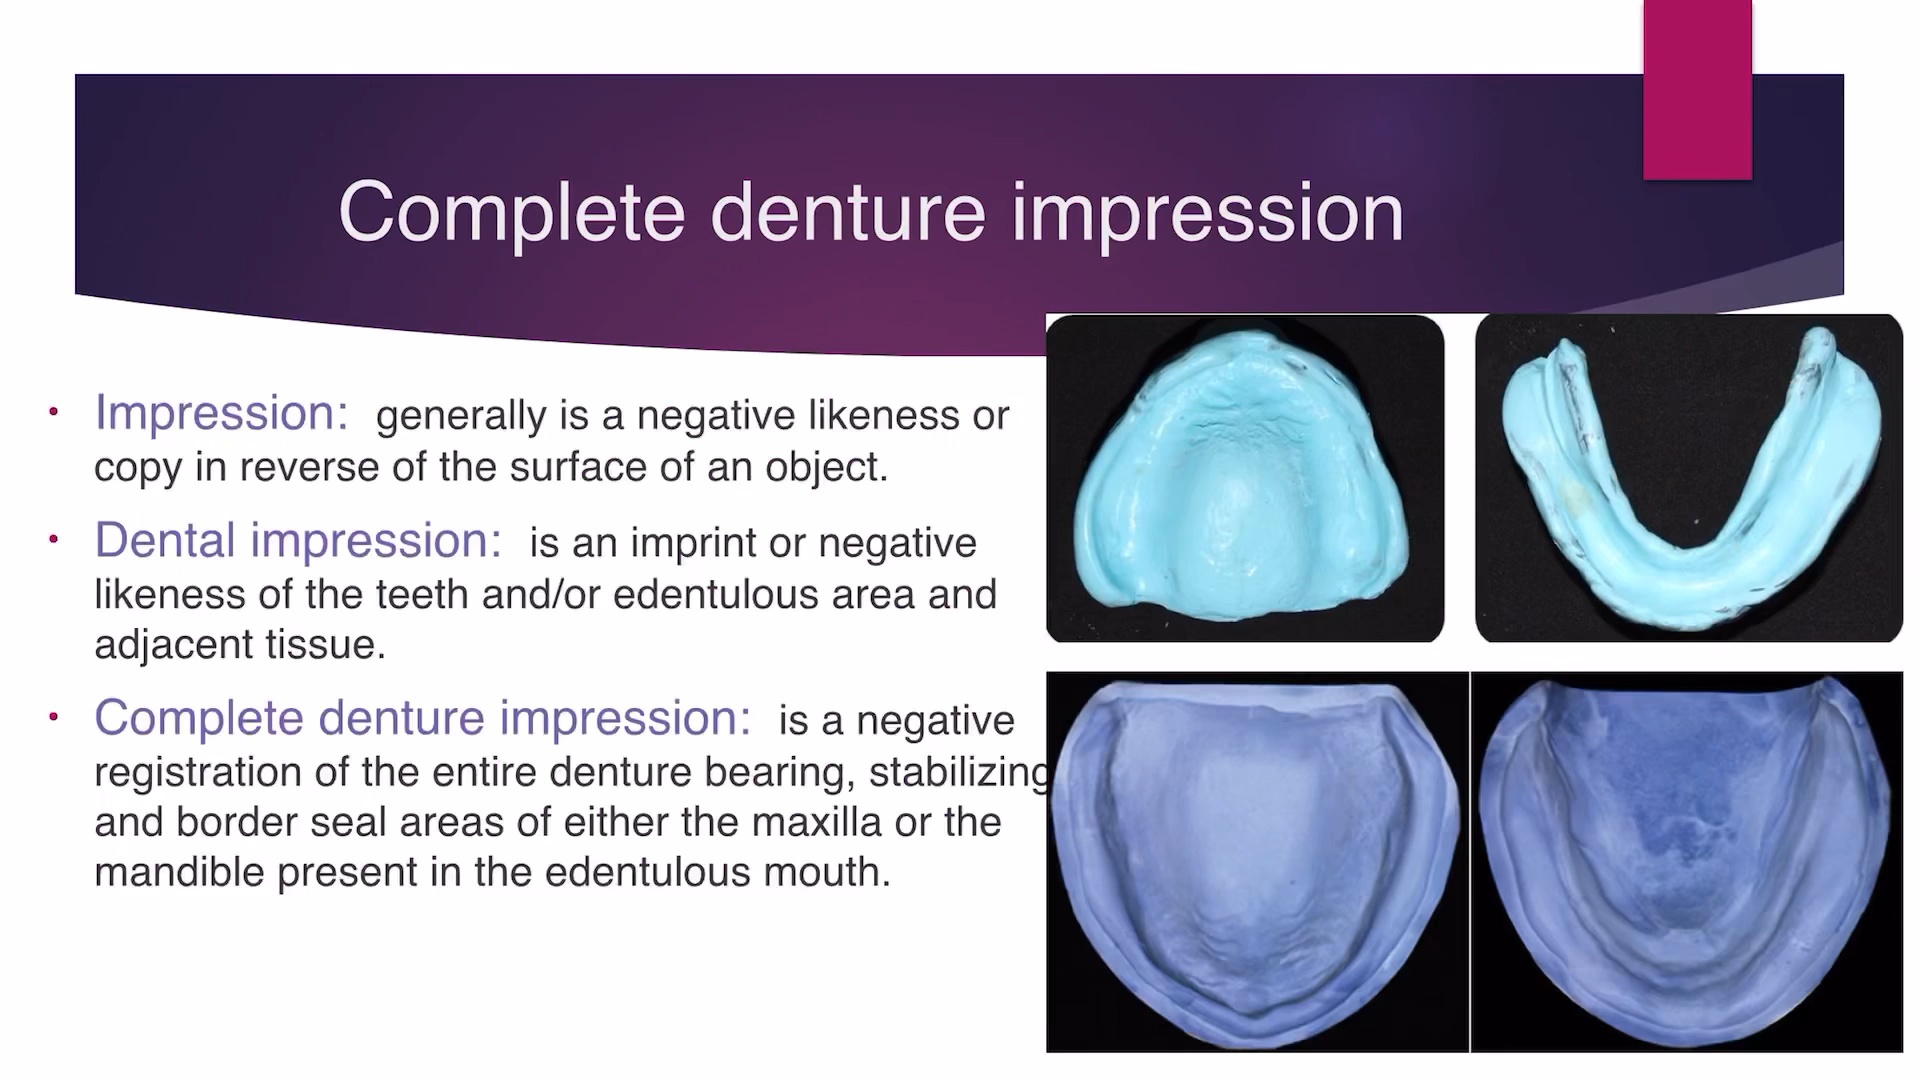 Complete denture impression
• Impression: generally is a negative likeness or
copy in reverse of the surface of an object.
• Dental impression: is an imprint or negative
likeness of the teeth and/or edentulous area and
adjacent tissue.
• Complete denture impression: is a negative
registration of the entire denture bearing, stabilizing
and border seal areas of either the maxilla or the
mandible present in the edentulous mouth.